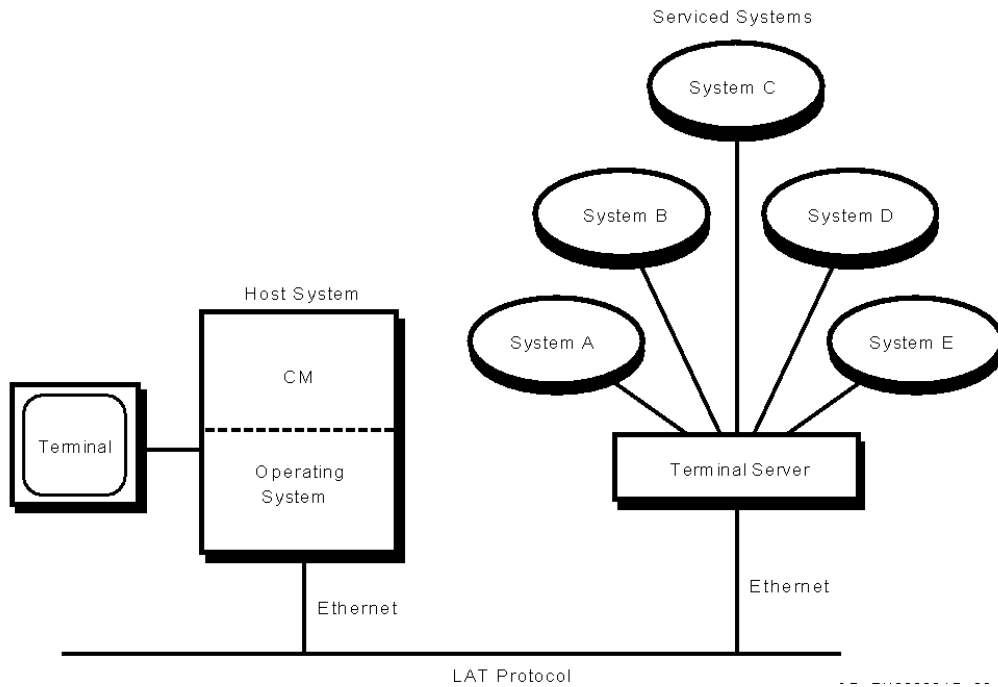 Serviced Systems
System C
System B
System D
System A
System E
Host System
CM
Operating
System
Terminal
Terminal Server
Ethernet
Ethernet
LAT Protocol